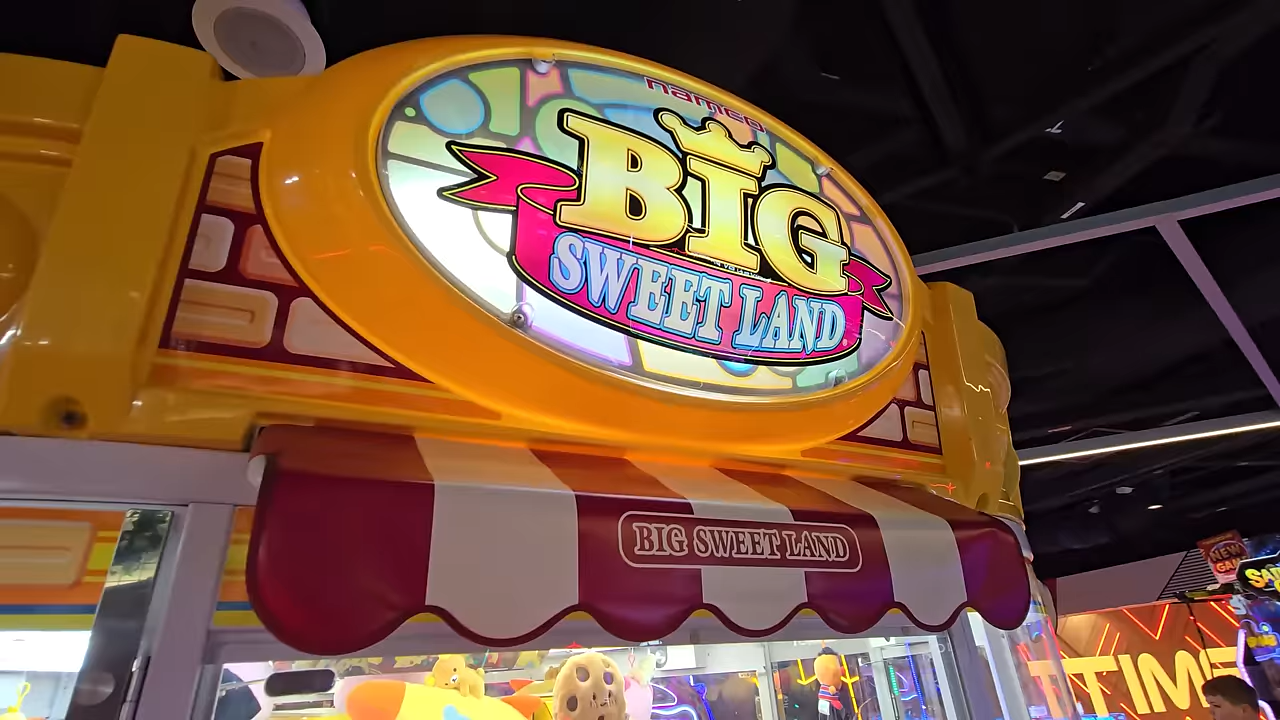 namco
BIG
SWEET LAND
BIG SWEET LAND
NEW
TIME